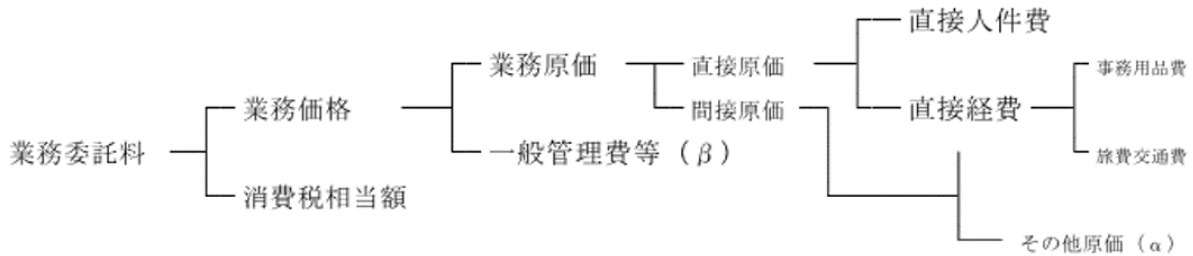 直接人件費
業務原価 直接原価 事務用品費
業務価格 間接原価 直接経費
業務委託料 一般管理費等（β） 旅費交通費
消費税相当額
その他原価（α）